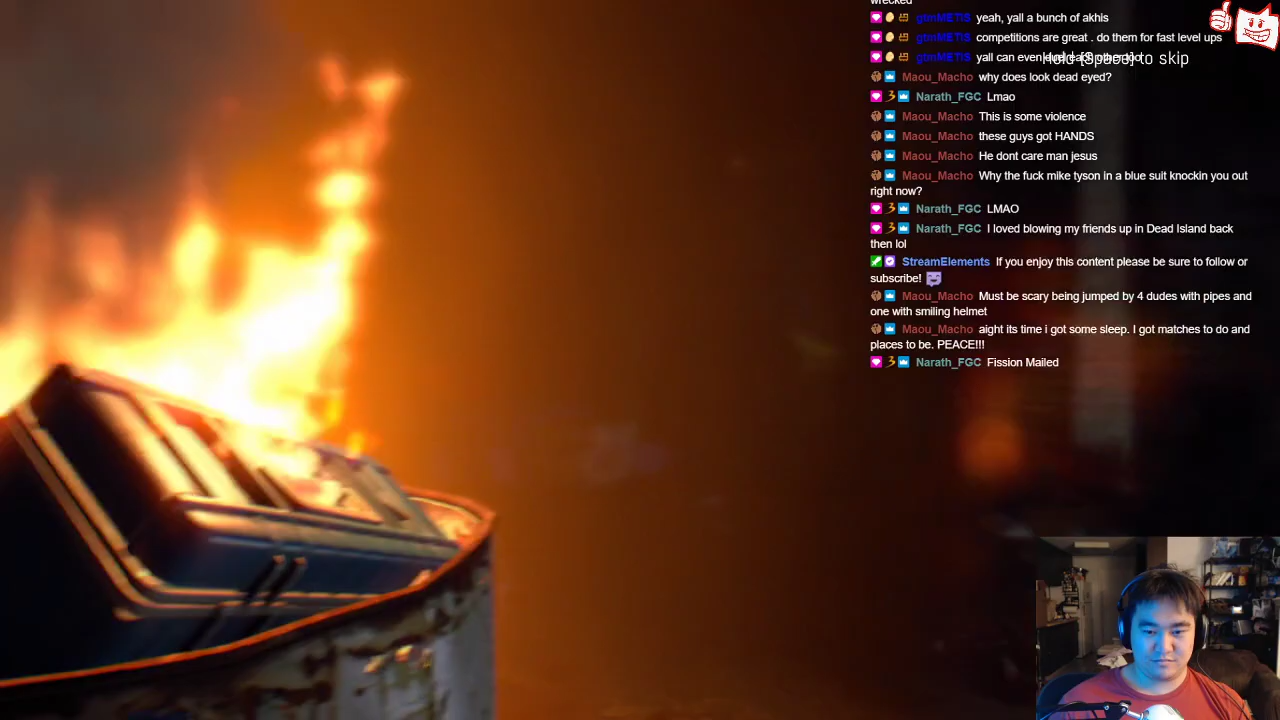 wrecked
gtmMETIS yeah, yall a bunch of akhis
gtmMETIS competitions are great . do them for fast level ups
gtmMETIS yall can even
Hold [Space] to skip
Maou_Macho why does look dead eyed?
Narath_FGC Lmao
Maou_Macho This is some violence
Maou_Macho these guys got HANDS
Maou_Macho He dont care man jesus
Maou_Macho Why the fuck mike tyson in a blue suit knockin you out
right now?
Narath_FGC LMAO
Narath_FGC I loved blowing my friends up in Dead Island back
then lol
StreamElements If you enjoy this content please be sure to follow or
subscribe!
Maou_Macho Must be scary being jumped by 4 dudes with pipes and
one with smiling helmet
Maou_Macho aight its time i got some sleep. I got matches to do and
places to be. PEACE!!!
Narath_FGC Fission Mailed